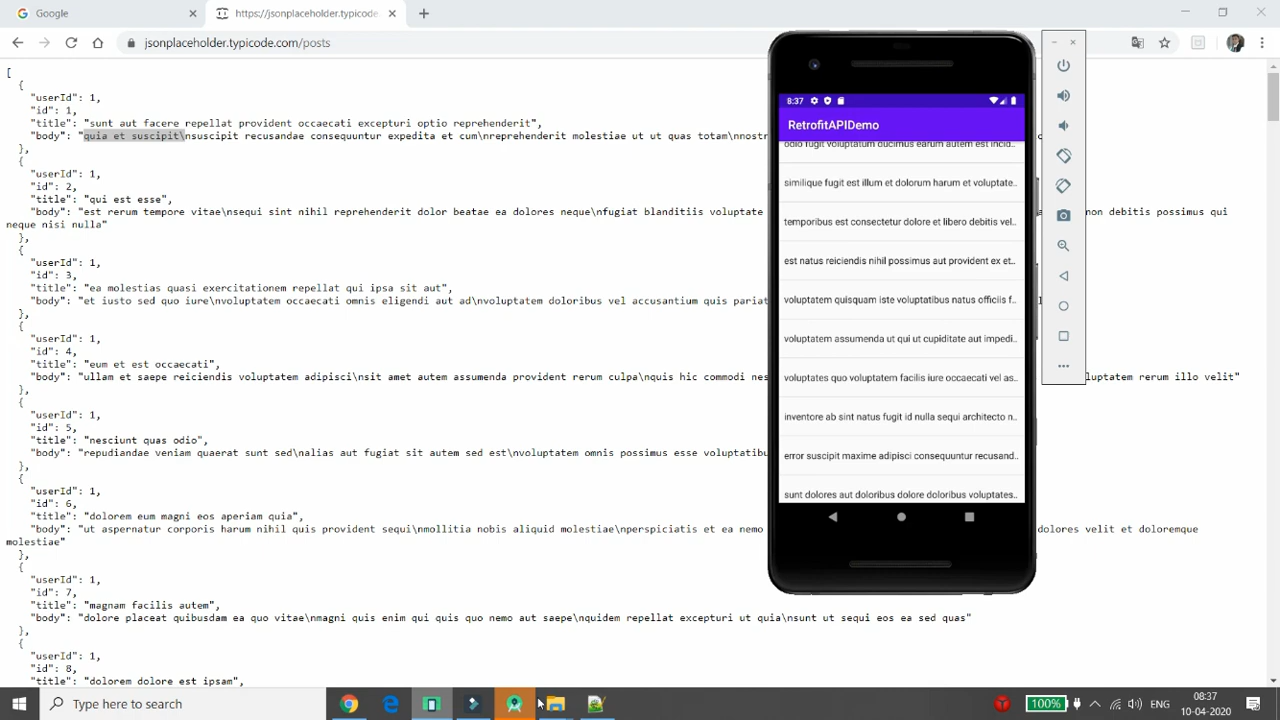 Google
https://jsonplaceholder.typicode
jsonplaceholder.typicode.com/posts
[
{
"userId": 1,
"id": 1,
"title": "sunt aut facere repellat provident occaecati excepturi optio reprehenderit",
"body": "quia et suscipit\nsuscipit recusandae consequuntur expedita et cum\nreprehenderit molestiae ut ut quas totam\nnostr
},
{
"userId": 1,
"id": 2,
"title": "qui est esse",
"body": "est rerum tempore vitae\nsequi sint nihil reprehenderit dolor beatae ea dolores neque\nfugiat blanditiis voluptate non debitis possimus qui
neque nisi nulla"
},
{
"userId": 1,
"id": 3,
"title": "ea molestias quasi exercitationem repellat qui ipsa sit aut",
"body": "et iusto sed quo iure\nvoluptatem occaecati omnis eligendi aut ad\nvoluptatem doloribus vel accusantium quis pariat
},
{
"userId": 1,
"id": 4,
"title": "eum et est occaecati",
"body": "ullam et saepe reiciendis voluptatem adipisci\nsit amet autem assumenda provident rerum culpa\nquis hic commodi nes luptatem rerum illo velit"
},
{
"userId": 1,
"id": 5,
"title": "nesciunt quas odio",
"body": "repudiandae veniam quaerat sunt sed\nalias aut fugiat sit autem sed est\nvoluptatem omnis possimus esse voluptatibu
},
{
"userId": 1,
"id": 6,
"title": "dolorem eum magni eos aperiam quia",
"body": "ut aspernatur corporis harum nihil quis provident sequi\nmollitia nobis aliquid molestiae\nperspiciatis et ea nemo dolores velit et doloremque
molestiae"
},
{
"userId": 1,
"id": 7,
"title": "magnam facilis autem",
"body": "dolore placeat quibusdam ea quo vitae\nmagni quis enim qui quis quo nemo aut saepe\nquidem repellat excepturi ut quia\nsunt ut sequi eos ea sed quas"
},
{
"userId": 1,
"id": 8,
"title": "dolorem dolore est ipsam",
8:37
RetrofitAPIDemo
odio fugit voluptatum ducimus earum autem est incid..
similique fugit est illum et dolorum harum et voluptate..
temporibus est consectetur dolore et libero debitis vel..
est natus reiciendis nihil possimus aut provident ex et..
voluptatem quisquam iste voluptatibus natus officiis f..
voluptatem assumenda ut qui ut cupiditate aut impedi..
voluptates quo voluptatem facilis iure occaecati vel as..
inventore ab sint natus fugit id nulla sequi architecto n..
error suscipit maxime adipisci consequuntur recusand..
sunt dolores aut doloribus dolore doloribus voluptates..
Type here to search
100%
ENG
08:37
10-04-2020